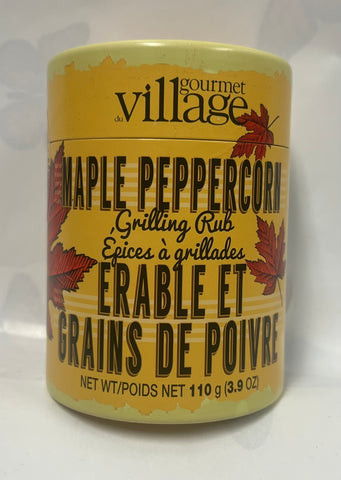 gourmet
du village
MAPLE PEPPERCORN
Grilling Rub
Epices à grillades
ERABLE ET
GRAINS DE POIVRE
NET WT/POIDS NET 110 g (3.9 OZ)